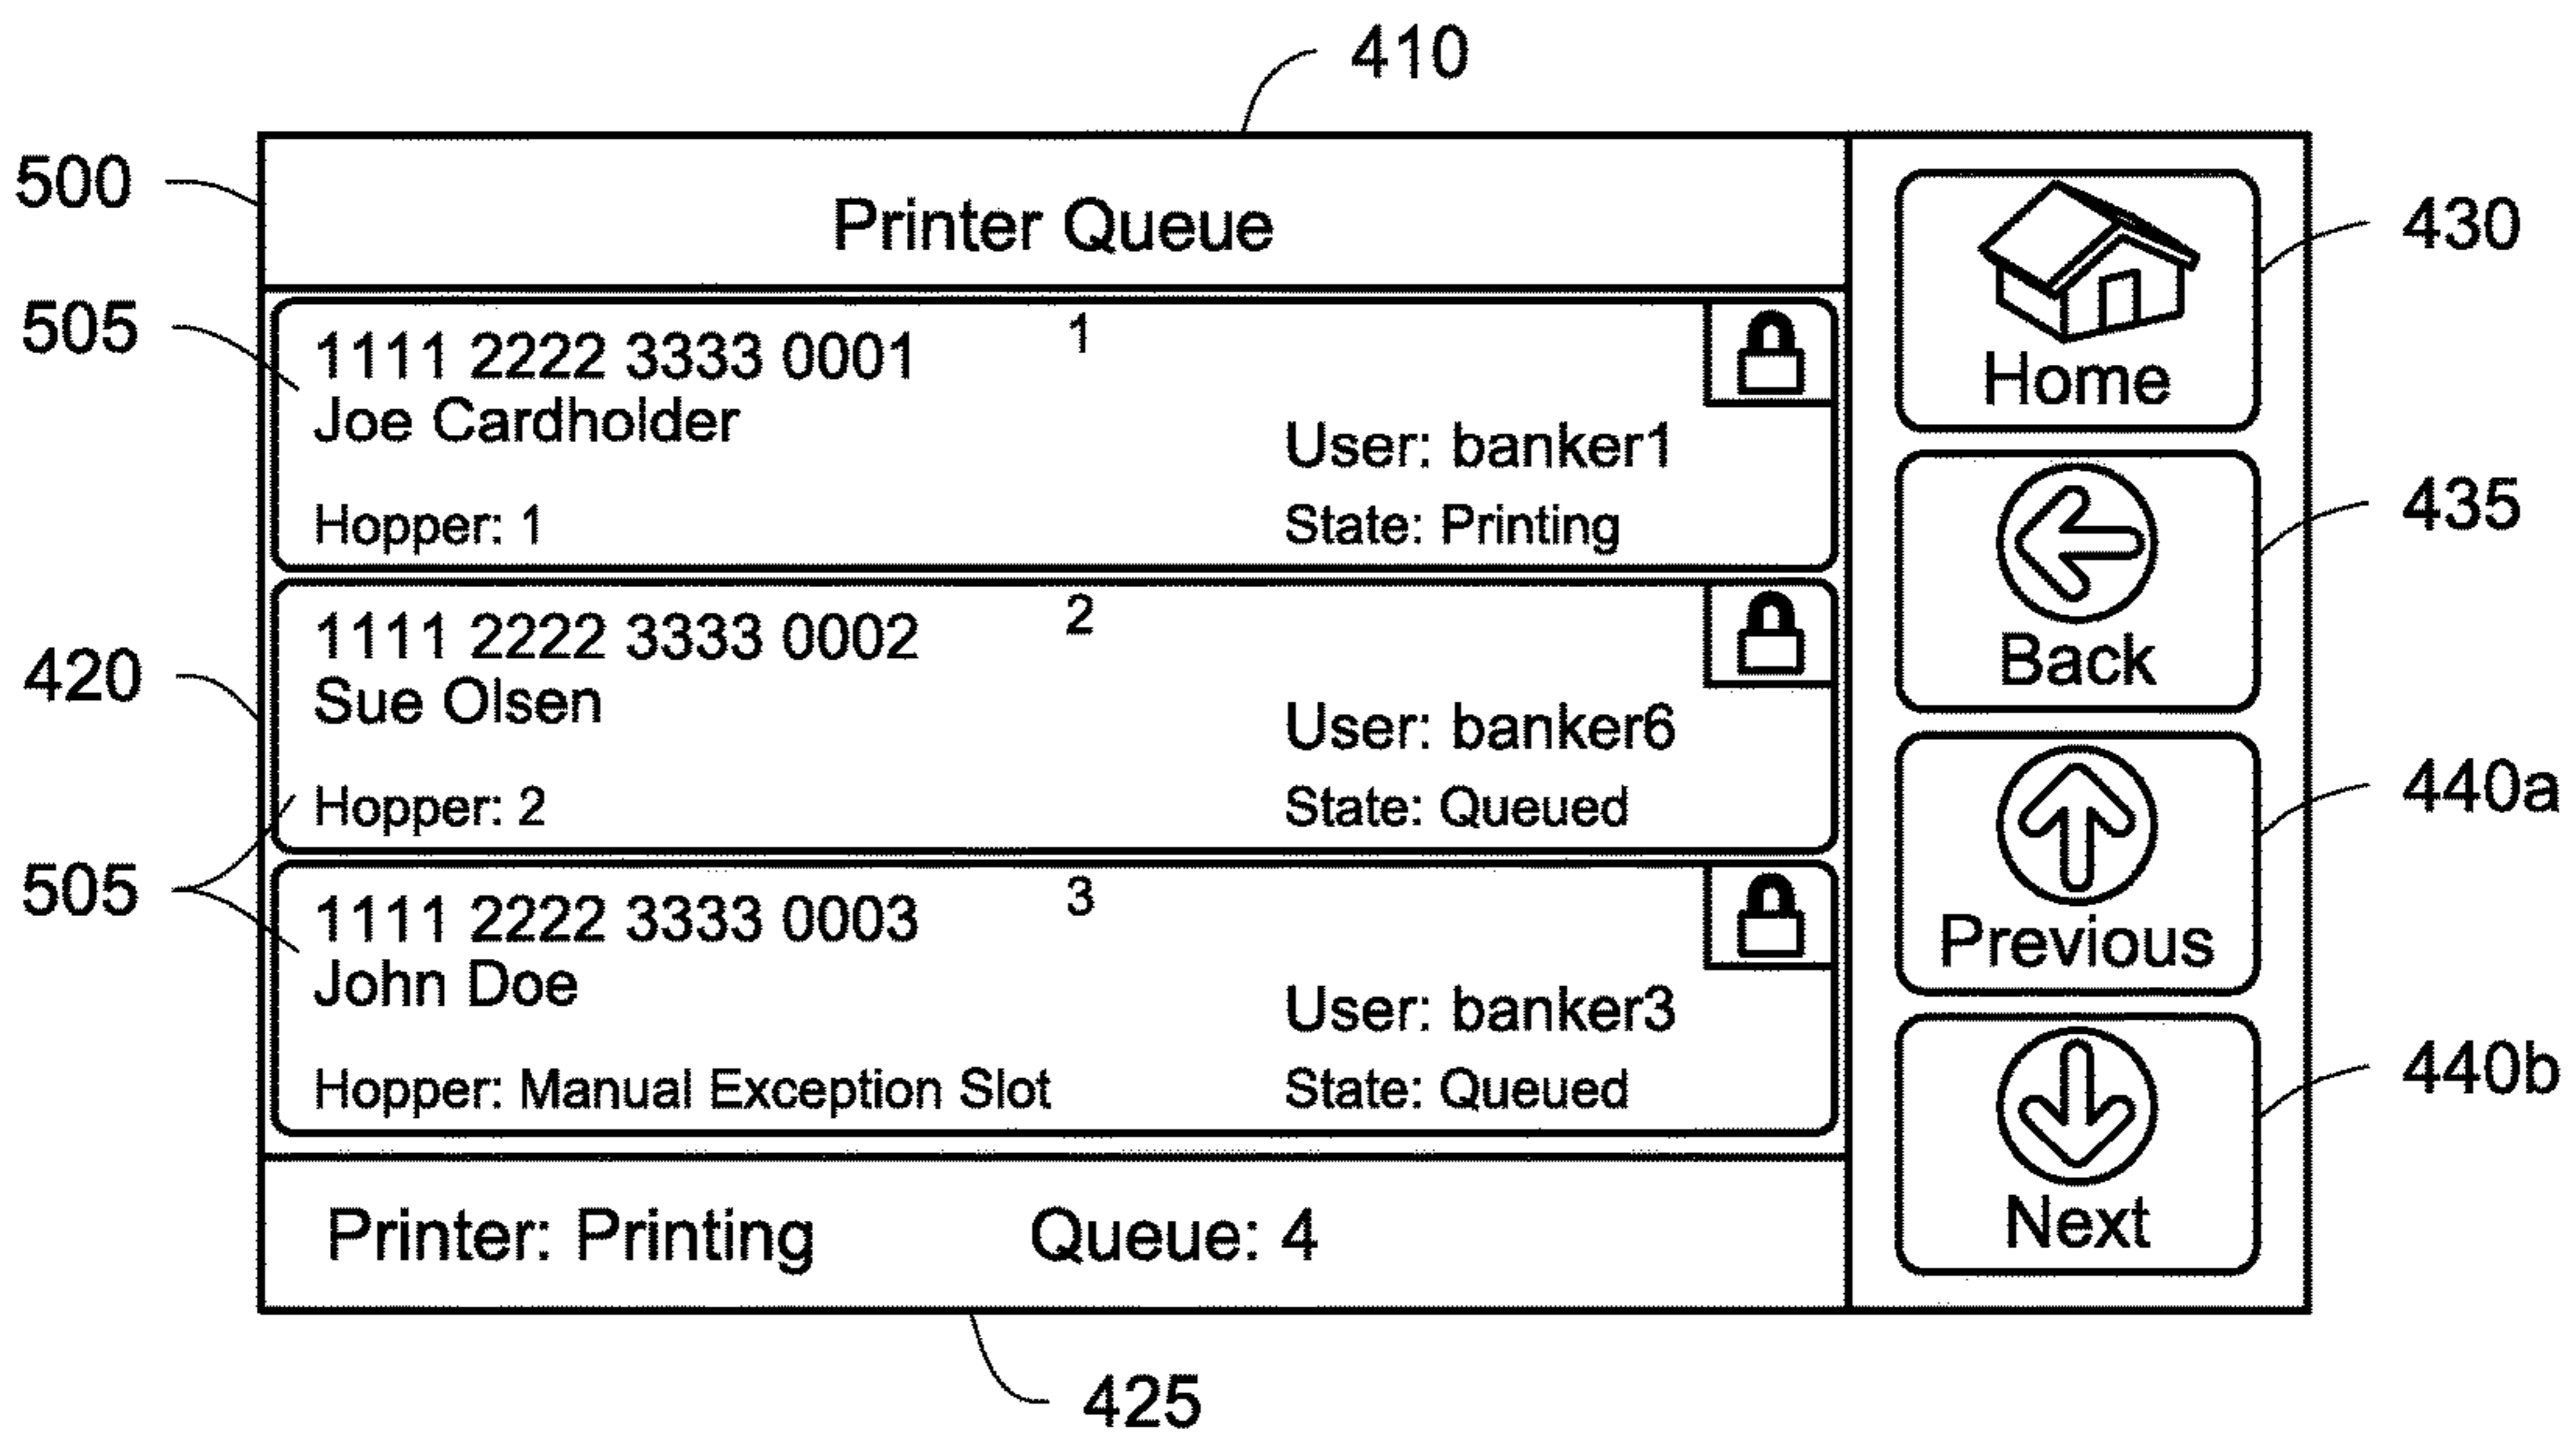 410
500
Printer Queue
430
Home
505
1111 2222 3333 0001
1
Joe Cardholder
User: banker1
Hopper: 1
State: Printing
435
Back
420
1111 2222 3333 0002
2
Sue Olsen
User: banker6
Hopper: 2
State: Queued
440a
Previous
505
1111 2222 3333 0003
3
John Doe
User: banker3
Hopper: Manual Exception Slot
State: Queued
440b
Next
Printer: Printing
Queue: 4
425